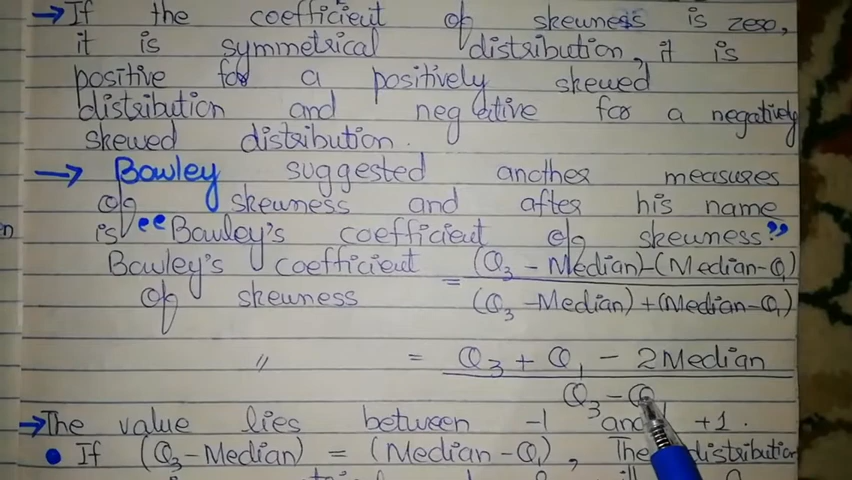 → If the coefficient of skewness is zero,
it is symmetrical distribution, it is
positive for a positively skewed
distribution and negative for a negatively
skewed distribution.
→ Bowley suggested another measures
of skewness and after his name
is "Bowley's coefficient of skewness"
Bowley's coefficient of skewness = (Q₃ - Median)-(Median-Q₁) / (Q₃ -Median)+(Median-Q₁)
〃 = Q₃ + Q₁ - 2Median / Q₃ - Q
→ The value lies between -1 and +1.
• If (Q₃-Median) = (Median-Q₁), The distribution